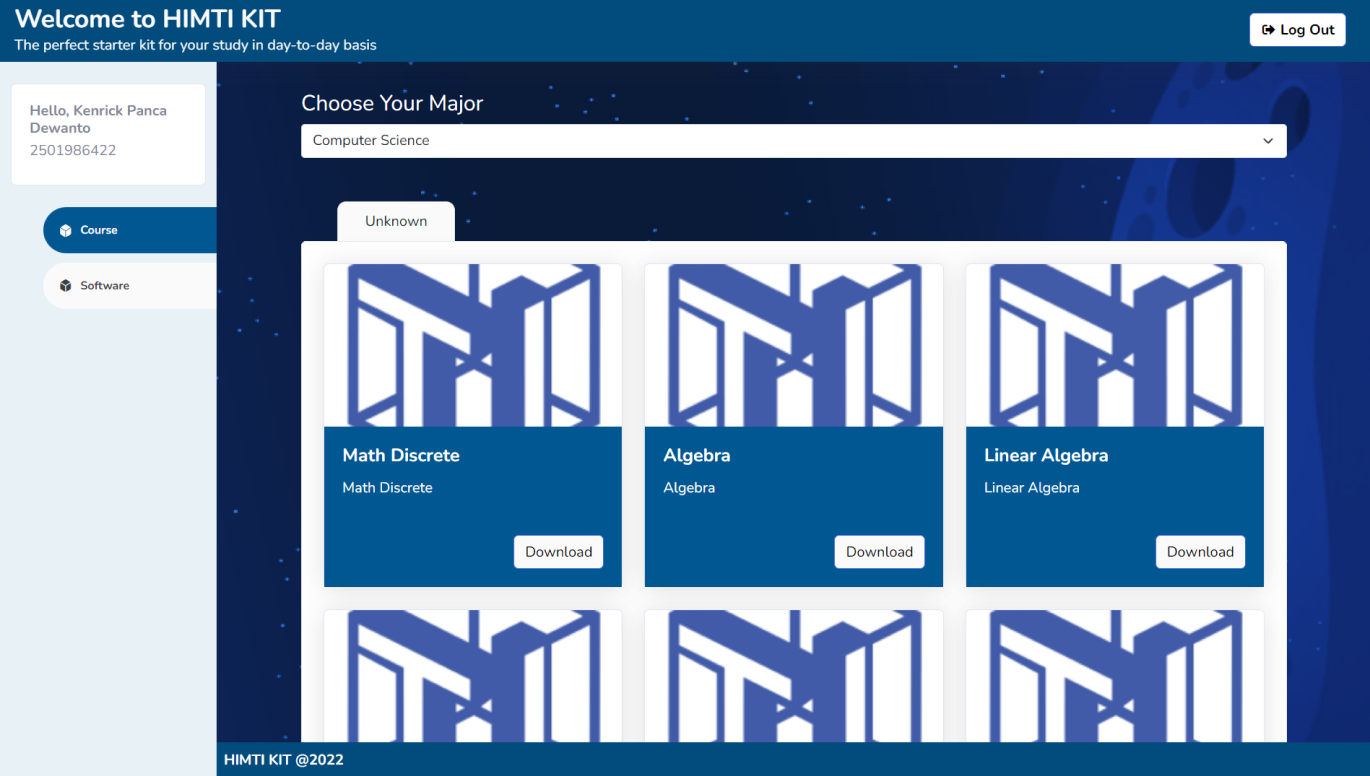 Welcome to HIMTI KIT
The perfect starter kit for your study in day-to-day basis
Log Out
Hello, Kenrick Panca
Dewanto
2501986422
Course
Software
Choose Your Major
Computer Science
Unknown
Math Discrete
Math Discrete
Download
Algebra
Algebra
Download
Linear Algebra
Linear Algebra
Download
HIMTI KIT @2022